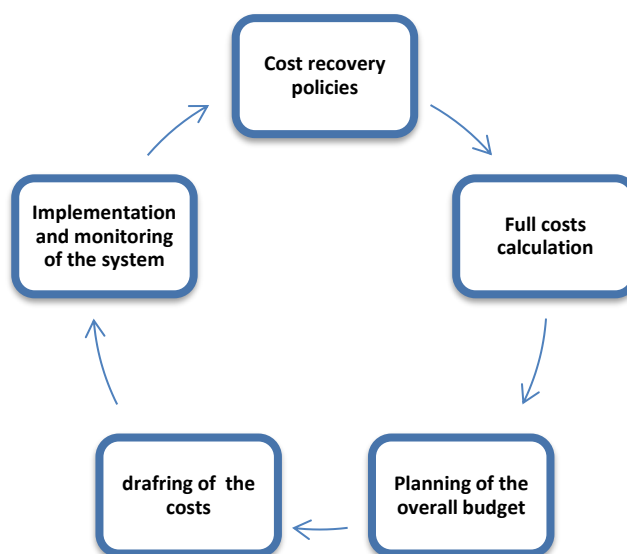 Cost recovery
policies
Full costs
calculation
Planning of the
overall budget
drafring of the
costs
Implementation
and monitoring
of the system